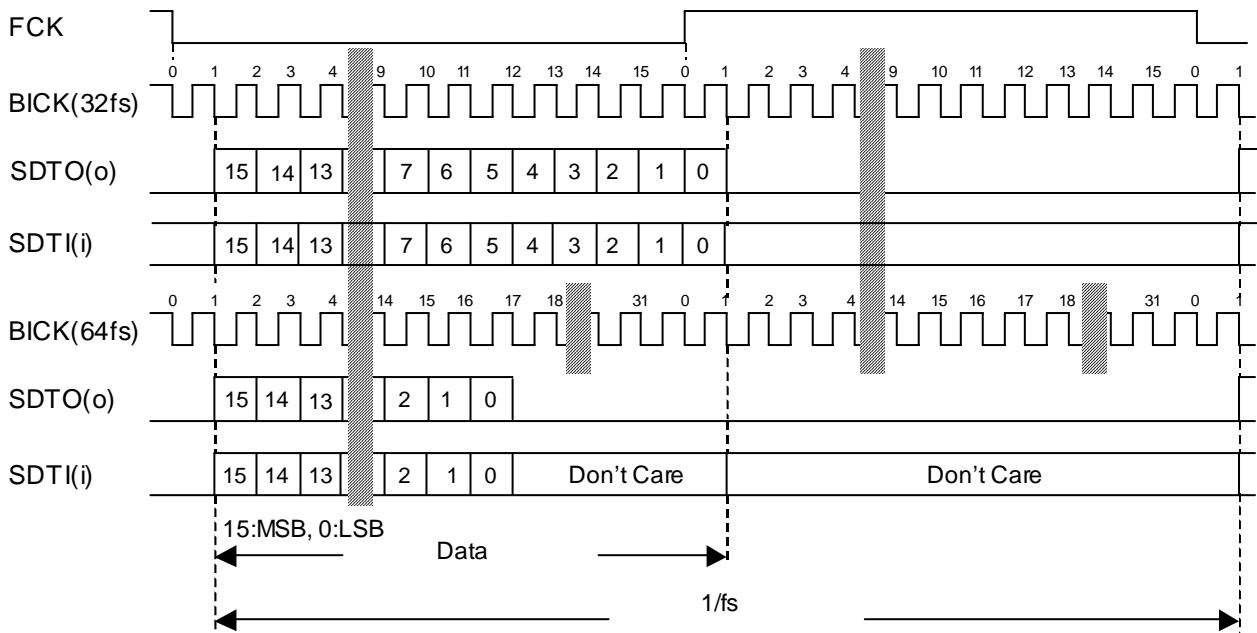 FCK
0 1 2 3 4 9 10 11 12 13 14 15 0 1 2 3 4 9 10 11 12 13 14 15 0 1
BICK(32fs)
SDTO(o) 15 14 13 7 6 5 4 3 2 1 0
SDTI(i) 15 14 13 7 6 5 4 3 2 1 0
0 1 2 3 4 14 15 16 17 18 31 0 1 2 3 4 14 15 16 17 18 31 0 1
BICK(64fs)
SDTO(o) 15 14 13 2 1 0
SDTI(i) 15 14 13 2 1 0 Don't Care Don't Care
15:MSB, 0:LSB
Data
1/fs